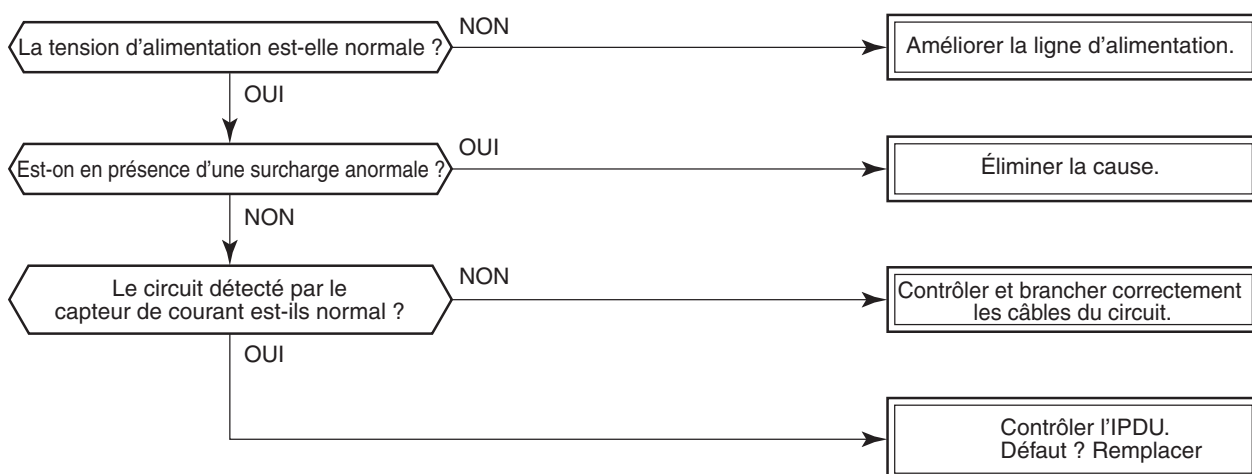 La tension d’alimentation est-elle normale ?
NON
Améliorer la ligne d’alimentation.
OUI
Est-on en présence d’une surcharge anormale ?
OUI
Éliminer la cause.
NON
Le circuit détecté par le
capteur de courant est-ils normal ?
NON
Contrôler et brancher correctement
les câbles du circuit.
OUI
Contrôler l’IPDU.
Défaut ? Remplacer